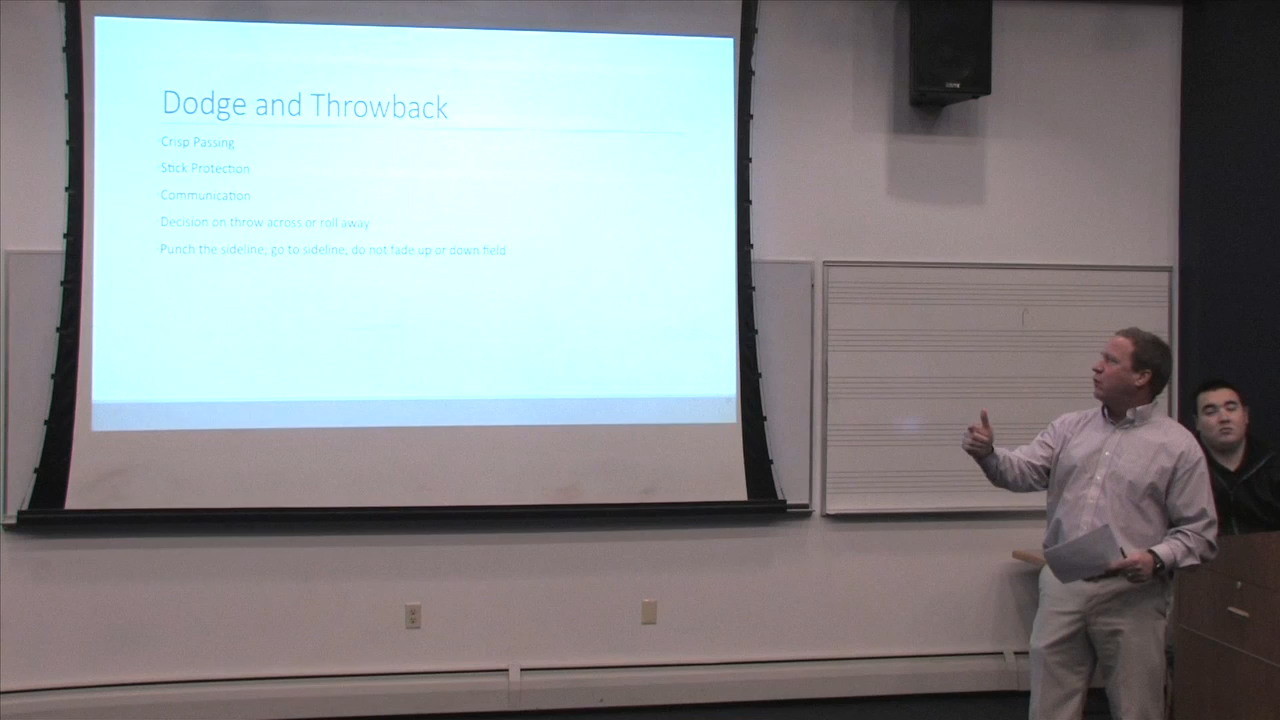 Dodge and Throwback
Crisp Passing
Stick Protection
Communication
Decision on throw across or roll away
Punch the sideline; go to sideline, do not fade up or down field